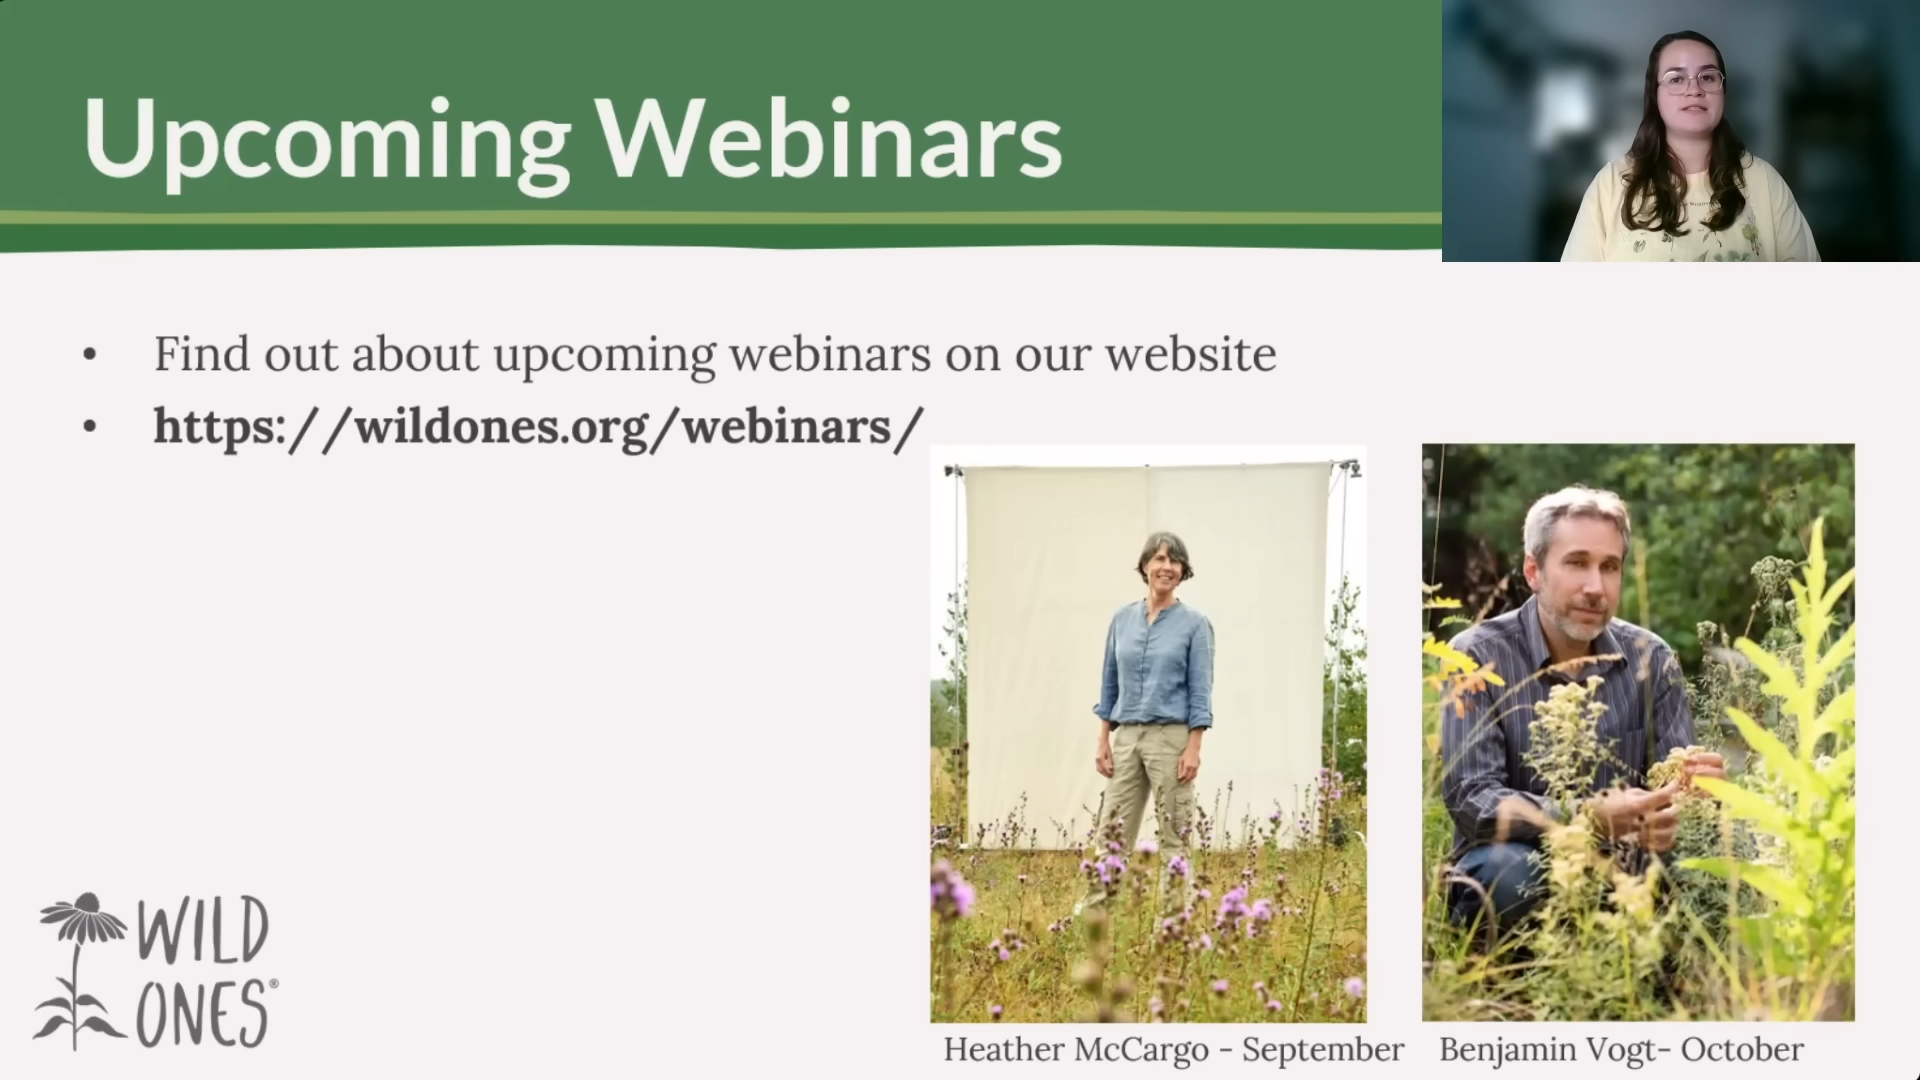 Upcoming Webinars
• Find out about upcoming webinars on our website
• https://wildones.org/webinars/
WILD
ONES®
Heather McCargo - September
Benjamin Vogt- October